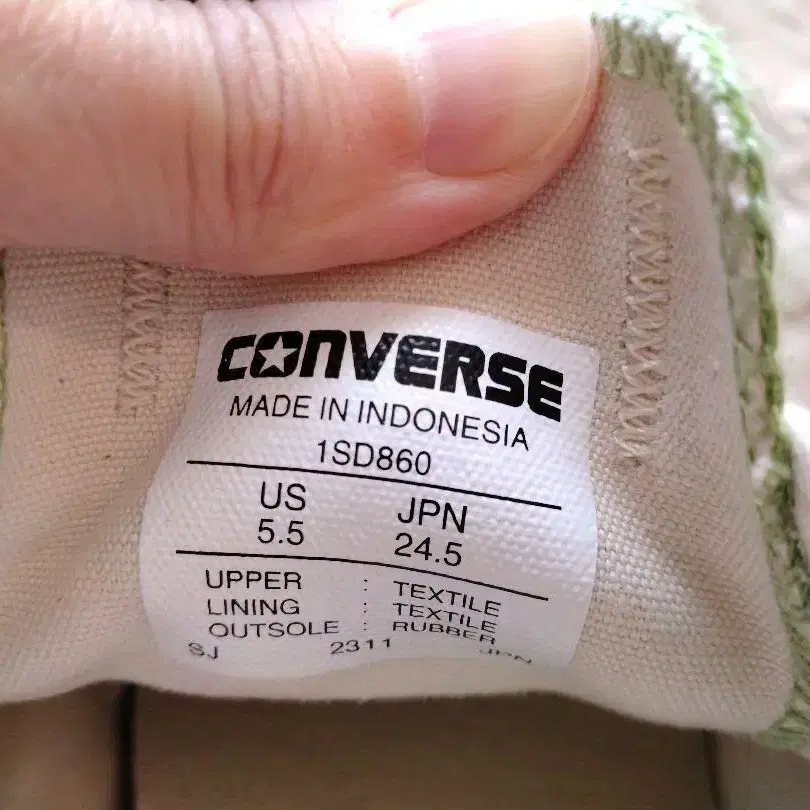 CONVERSE
MADE IN INDONESIA
1SD860
US JPN
5.5 24.5
UPPER : TEXTILE
LINING : TEXTILE
OUTSOLE : RUBBER
SJ 2311 JPN